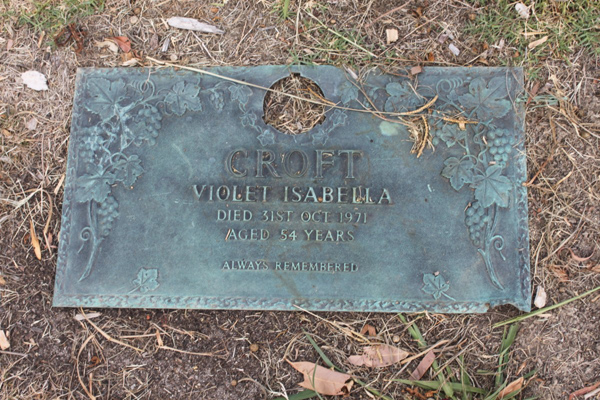 CROFT
VIOLET ISABELLA
DIED 31ST OCT 1971
AGED 54 YEARS
ALWAYS REMEMBERED